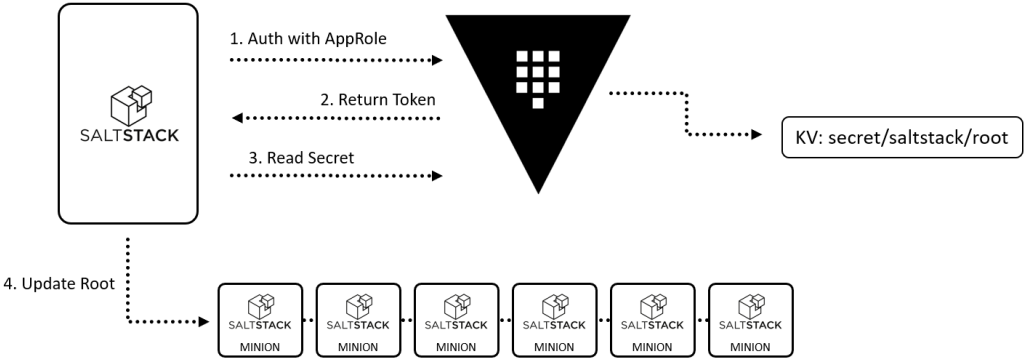 1. Auth with AppRole
2. Return Token
SALTSTACK
3. Read Secret
KV: secret/saltstack/root
4. Update Root
SALTSTACK
MINION
SALTSTACK
MINION
SALTSTACK
MINION
SALTSTACK
MINION
SALTSTACK
MINION
SALTSTACK
MINION